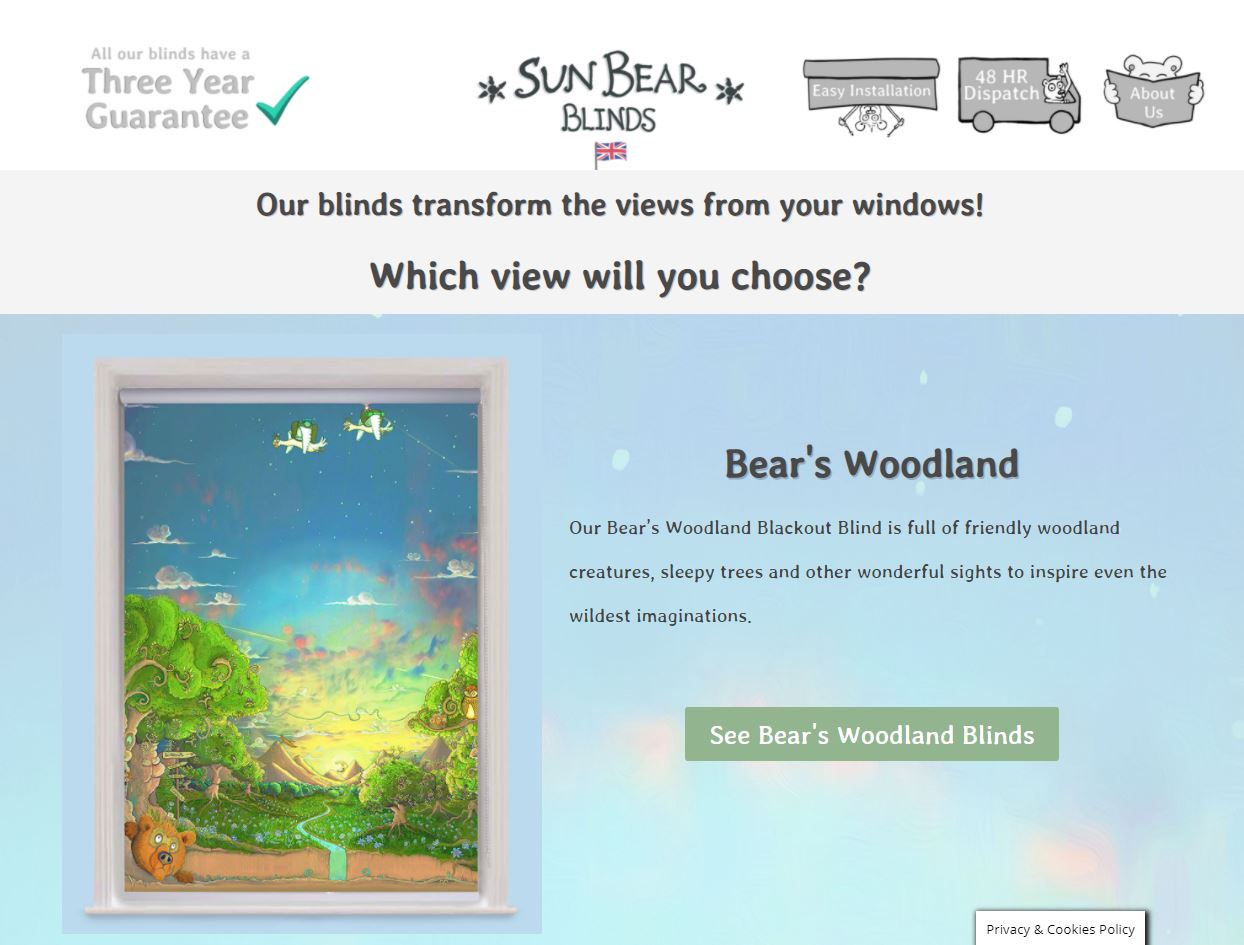 All our blinds have a
Three Year
Guarantee
SUN BEAR
BLINDS
Easy Installation
48 HR
Dispatch
About
Us
Our blinds transform the views from your windows!
Which view will you choose?
Bear's Woodland
Our Bear’s Woodland Blackout Blind is full of friendly woodland
creatures, sleepy trees and other wonderful sights to inspire even the
wildest imaginations.
See Bear's Woodland Blinds
Privacy & Cookies Policy